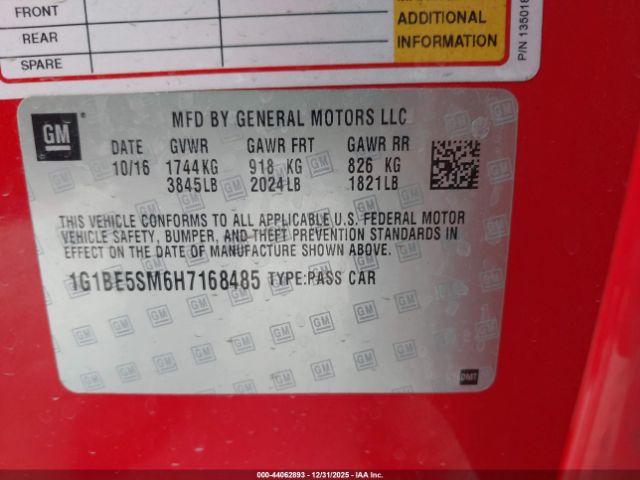 FRONT
REAR
SPARE
ADDITIONAL
INFORMATION
P/N 135018
GM
MFD BY GENERAL MOTORS LLC
DATE GVWR GAWR FRT GAWR RR
10/16 1744KG 918 KG 826 KG
3845LB 2024LB 1821LB
THIS VEHICLE CONFORMS TO ALL APPLICABLE U.S. FEDERAL MOTOR
VEHICLE SAFETY, BUMPER, AND THEFT PREVENTION STANDARDS IN
EFFECT ON THE DATE OF MANUFACTURE SHOWN ABOVE.
1G1BE5SM6H7168485 TYPE:PASS CAR
DMT
000-44062893 - 12/31/2025 - IAA Inc.